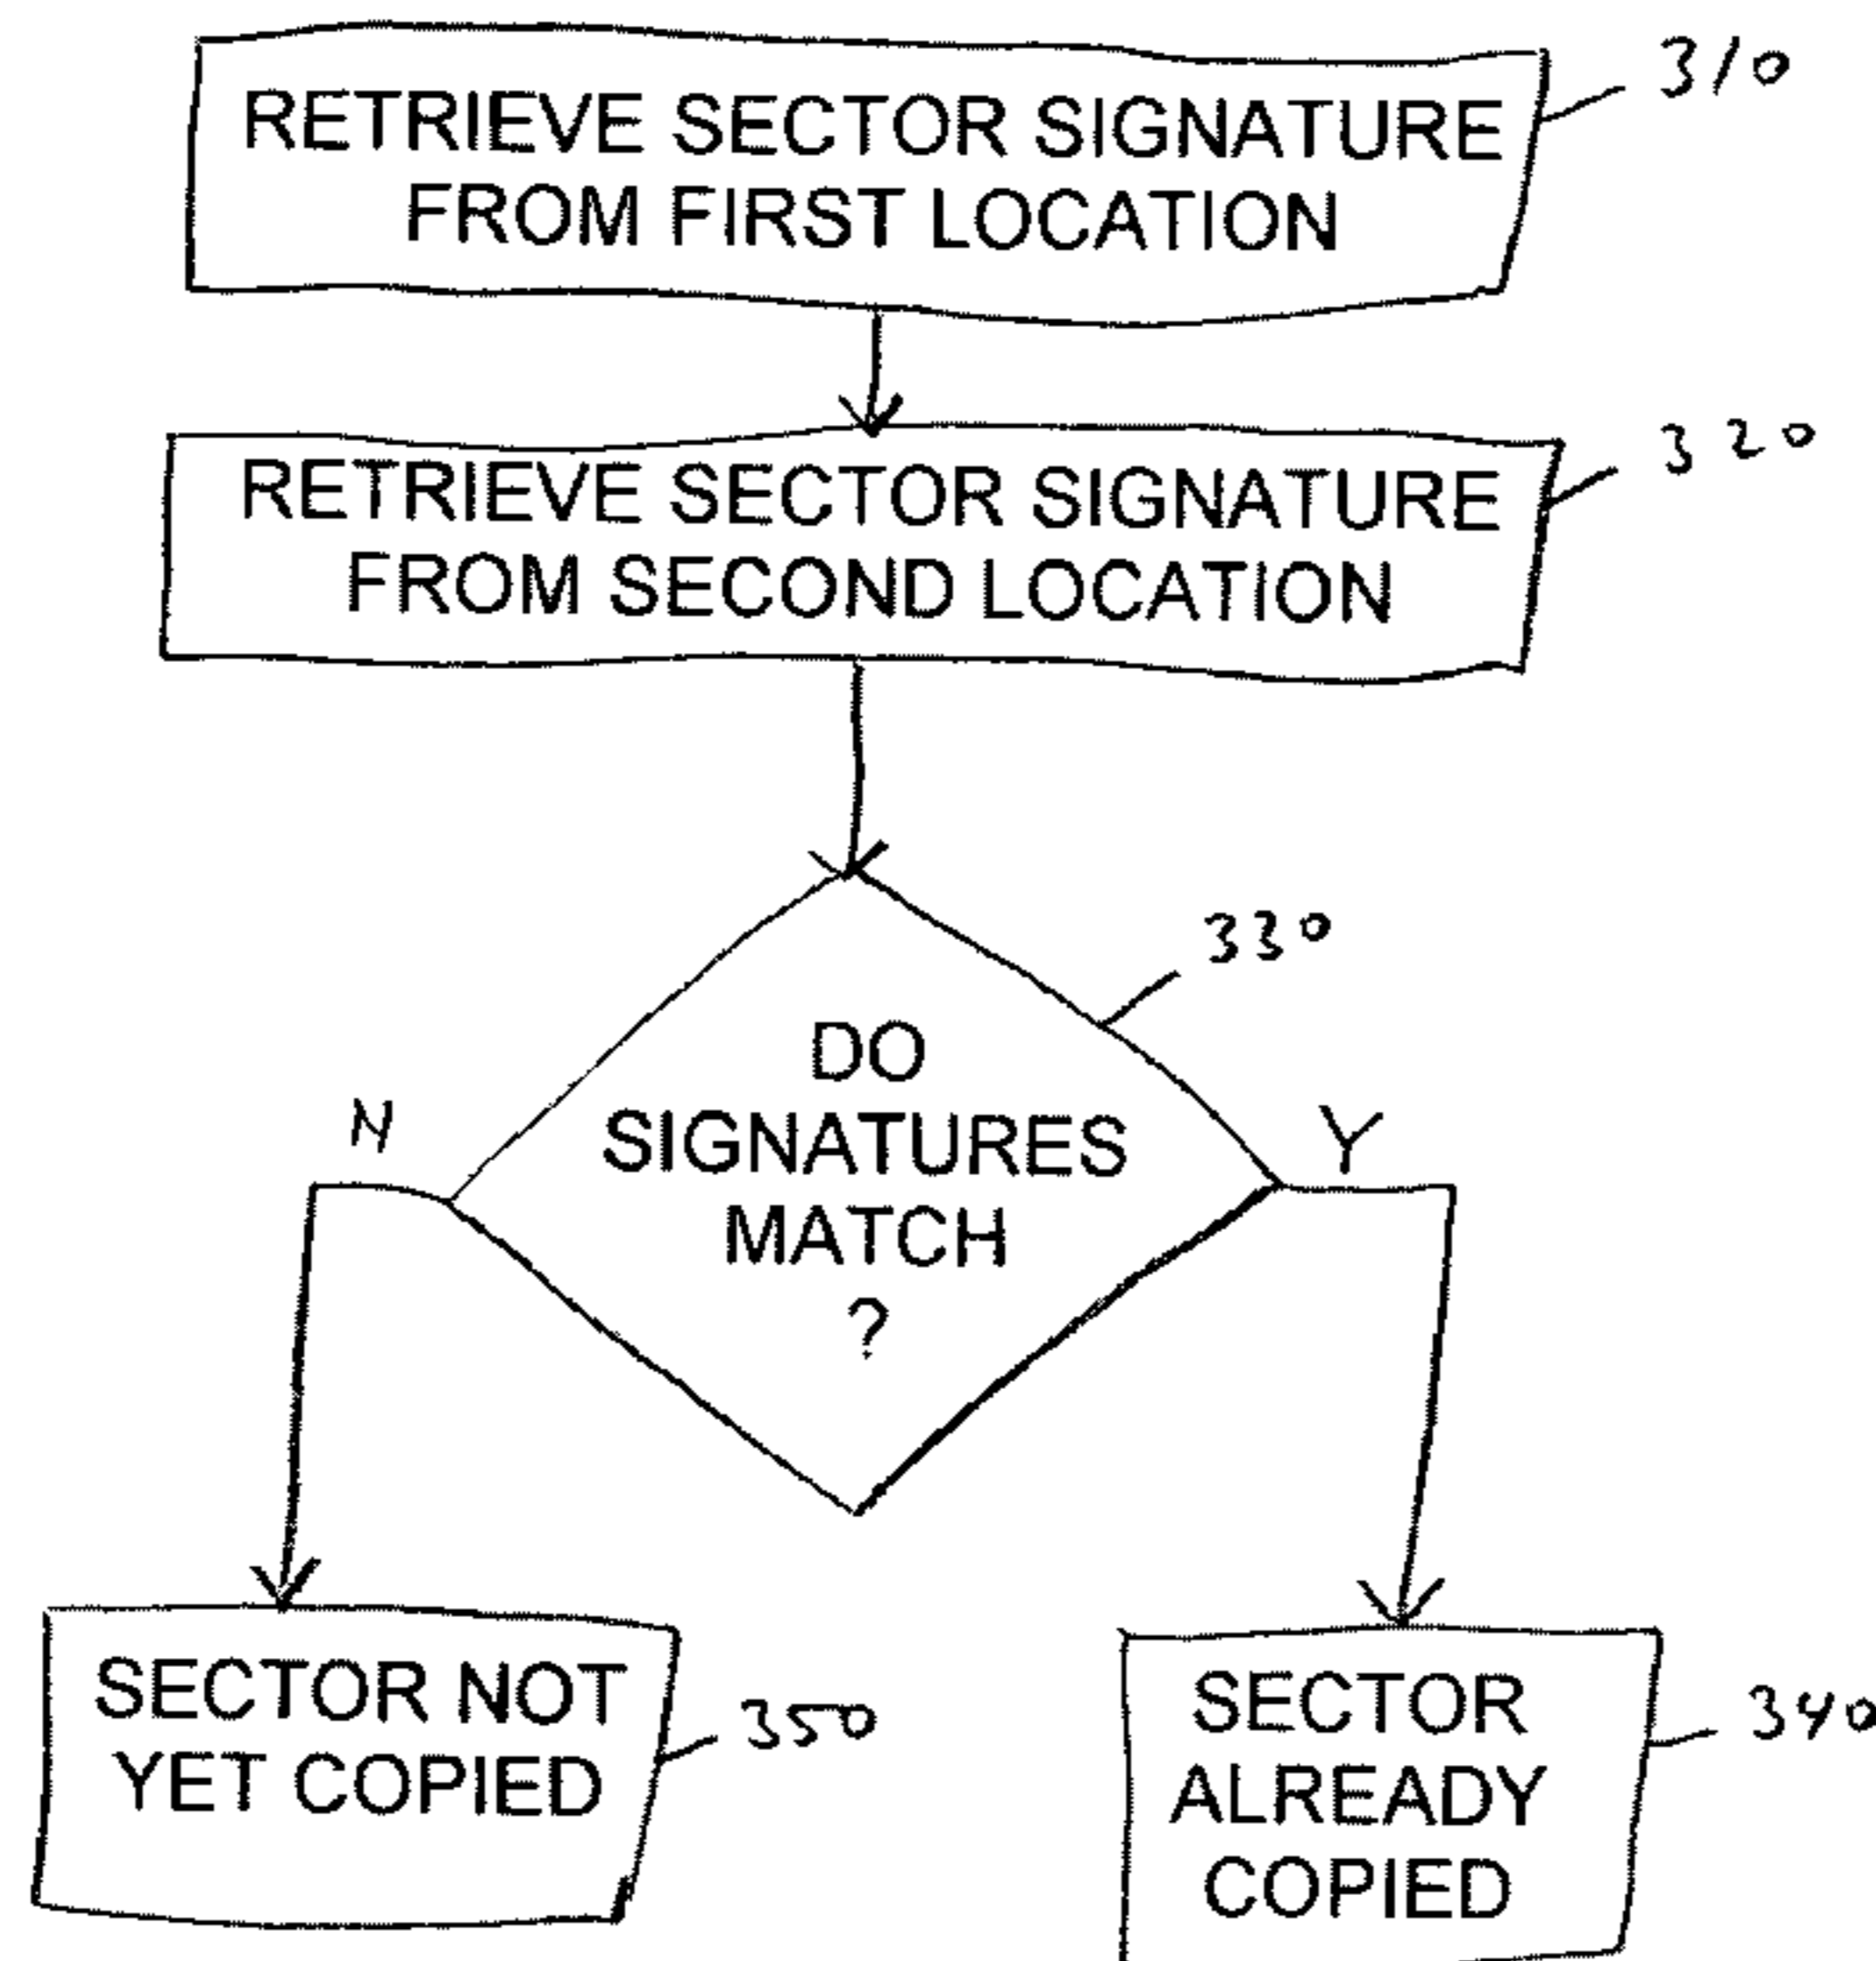 RETRIEVE SECTOR SIGNATURE
FROM FIRST LOCATION
310
RETRIEVE SECTOR SIGNATURE
FROM SECOND LOCATION
320
330
DO
SIGNATURES
MATCH
?
N
Y
SECTOR NOT
YET COPIED
350
SECTOR
ALREADY
COPIED
340